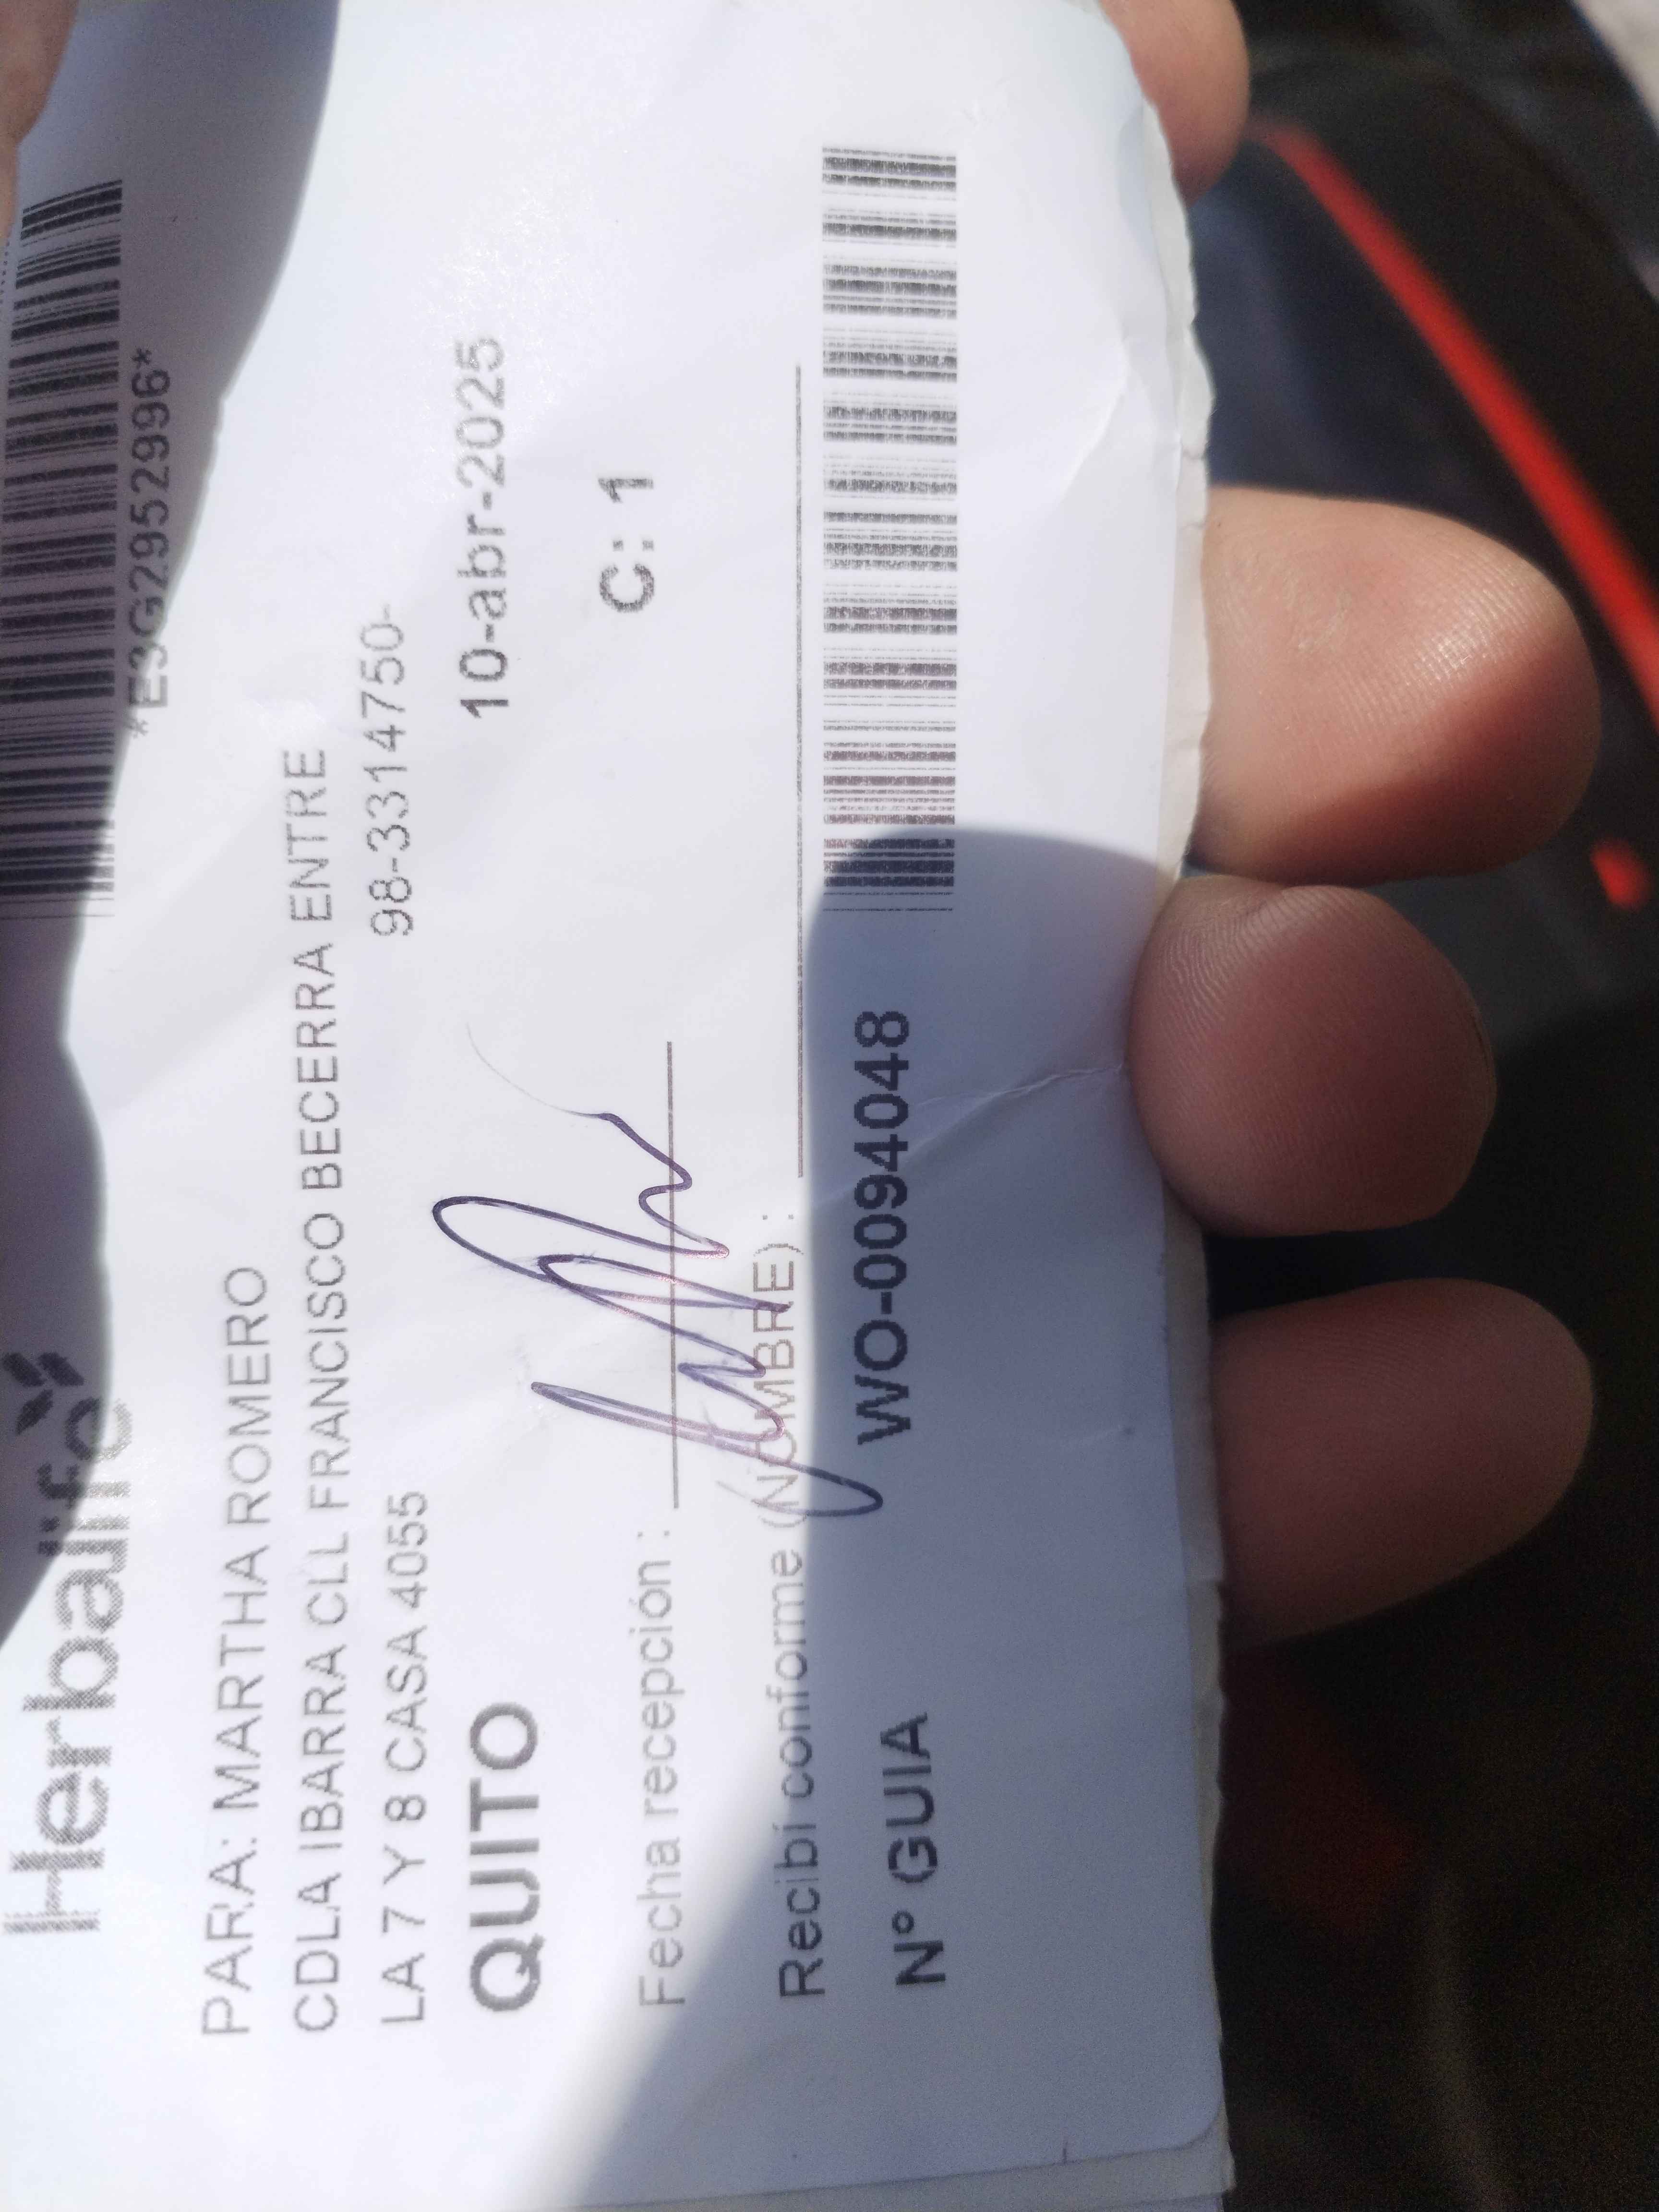 Herbalife
*E3G2952996*
PARA: MARTHA ROMERO
CDLA IBARRA CLL FRANCISCO BECERRA ENTRE
LA 7 Y 8 CASA 4055 98-3314750-
QUITO 10-abr-2025
Fecha recepción : C: 1
Recibí conforme (NOMBRE) :
N° GUIA WO-0094048